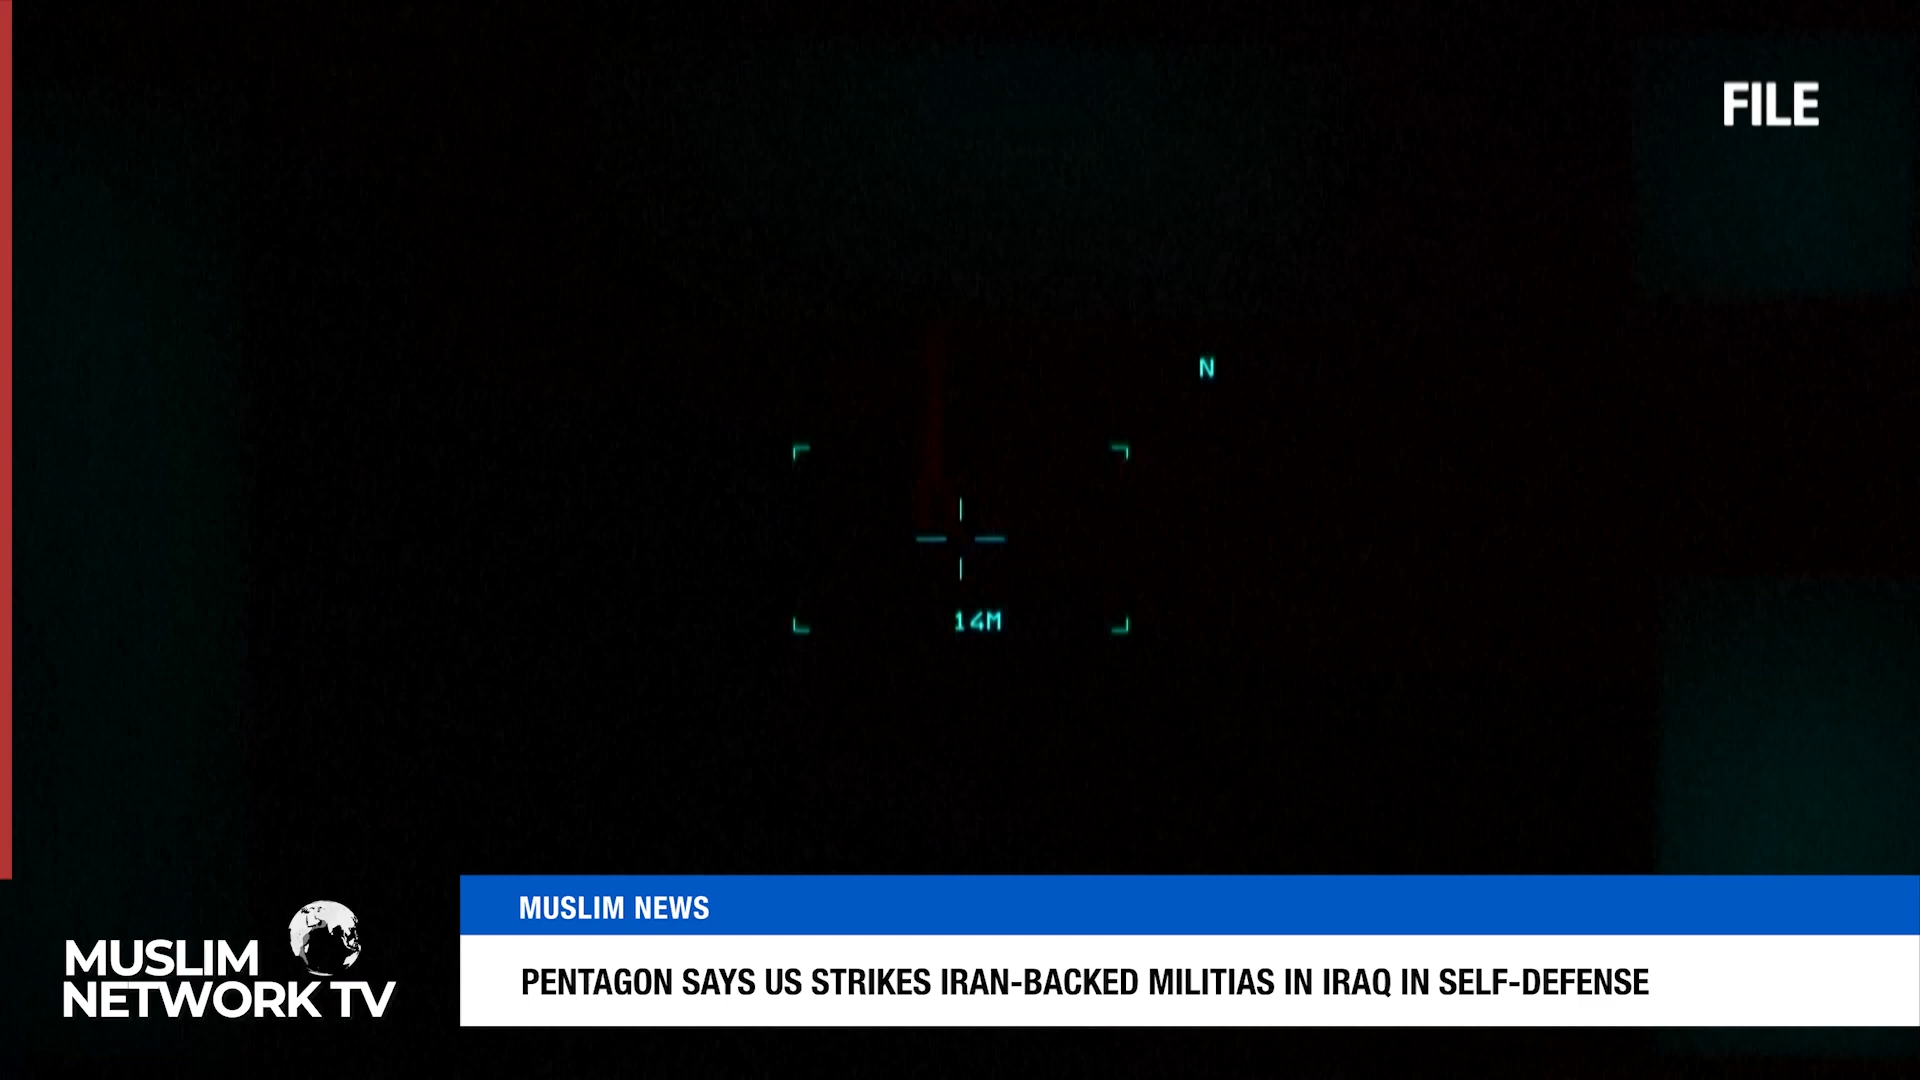 FILE
N
14M
MUSLIM NEWS
MUSLIM
NETWORK TV
PENTAGON SAYS US STRIKES IRAN-BACKED MILITIAS IN IRAQ IN SELF-DEFENSE